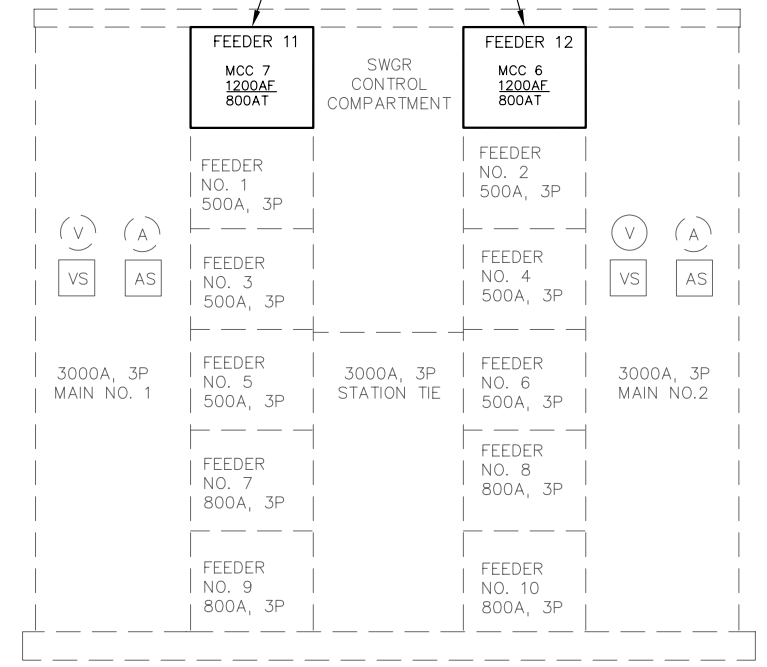 FEEDER 11
MCC 7
1200AF
800AT
SWGR
CONTROL
COMPARTMENT
FEEDER 12
MCC 6
1200AF
800AT
FEEDER
NO. 1
500A, 3P
FEEDER
NO. 2
500A, 3P
V
A
VS
AS
FEEDER
NO. 3
500A, 3P
FEEDER
NO. 4
500A, 3P
V
A
VS
AS
3000A, 3P
MAIN NO. 1
FEEDER
NO. 5
500A, 3P
3000A, 3P
STATION TIE
FEEDER
NO. 6
500A, 3P
3000A, 3P
MAIN NO.2
FEEDER
NO. 7
800A, 3P
FEEDER
NO. 8
800A, 3P
FEEDER
NO. 9
800A, 3P
FEEDER
NO. 10
800A, 3P